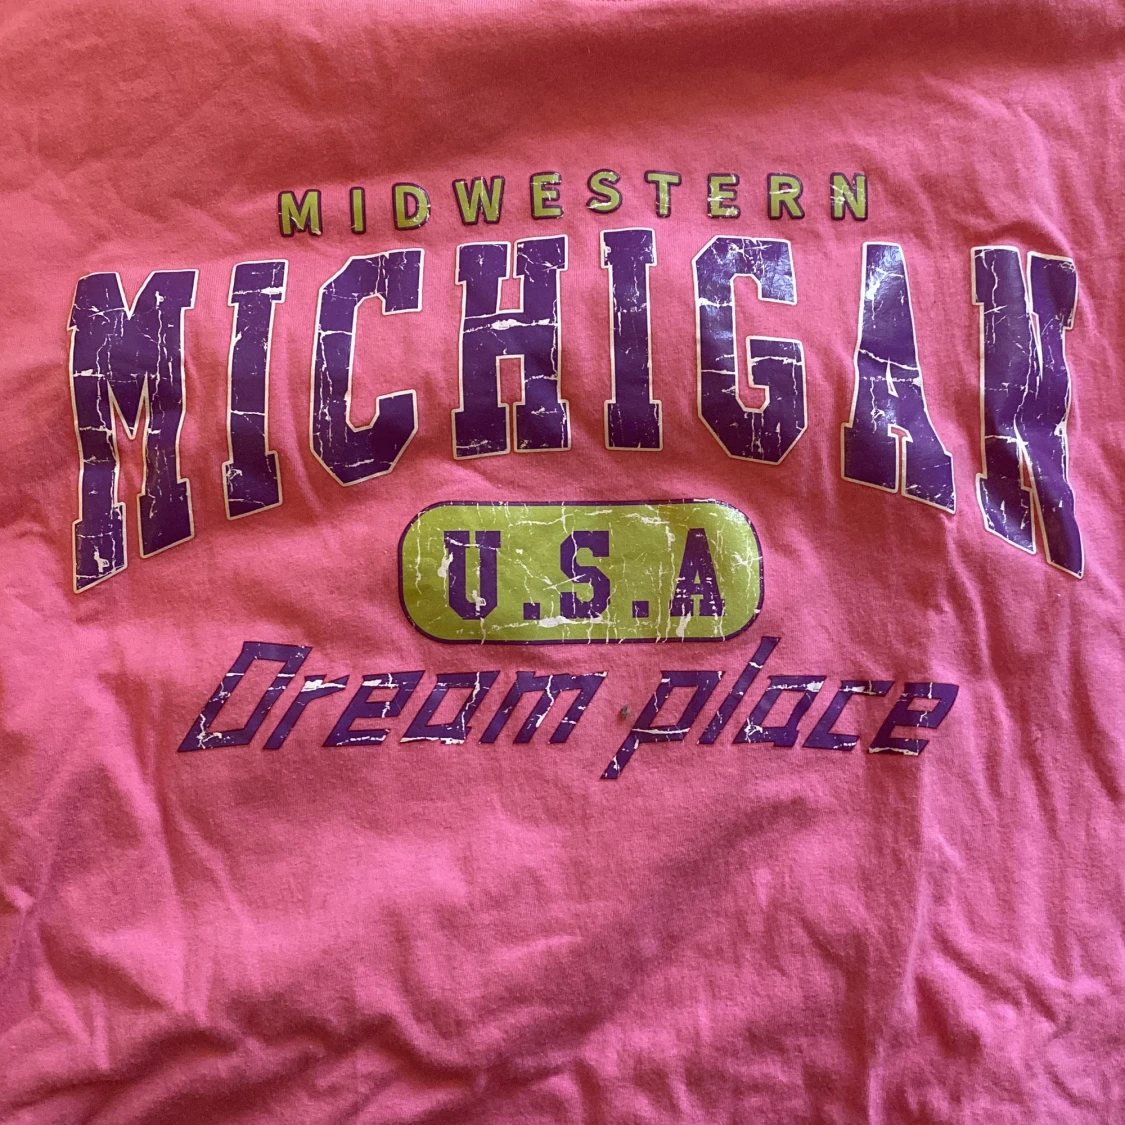 MIDWESTERN
MICHIGAN
U.S.A
Dream place